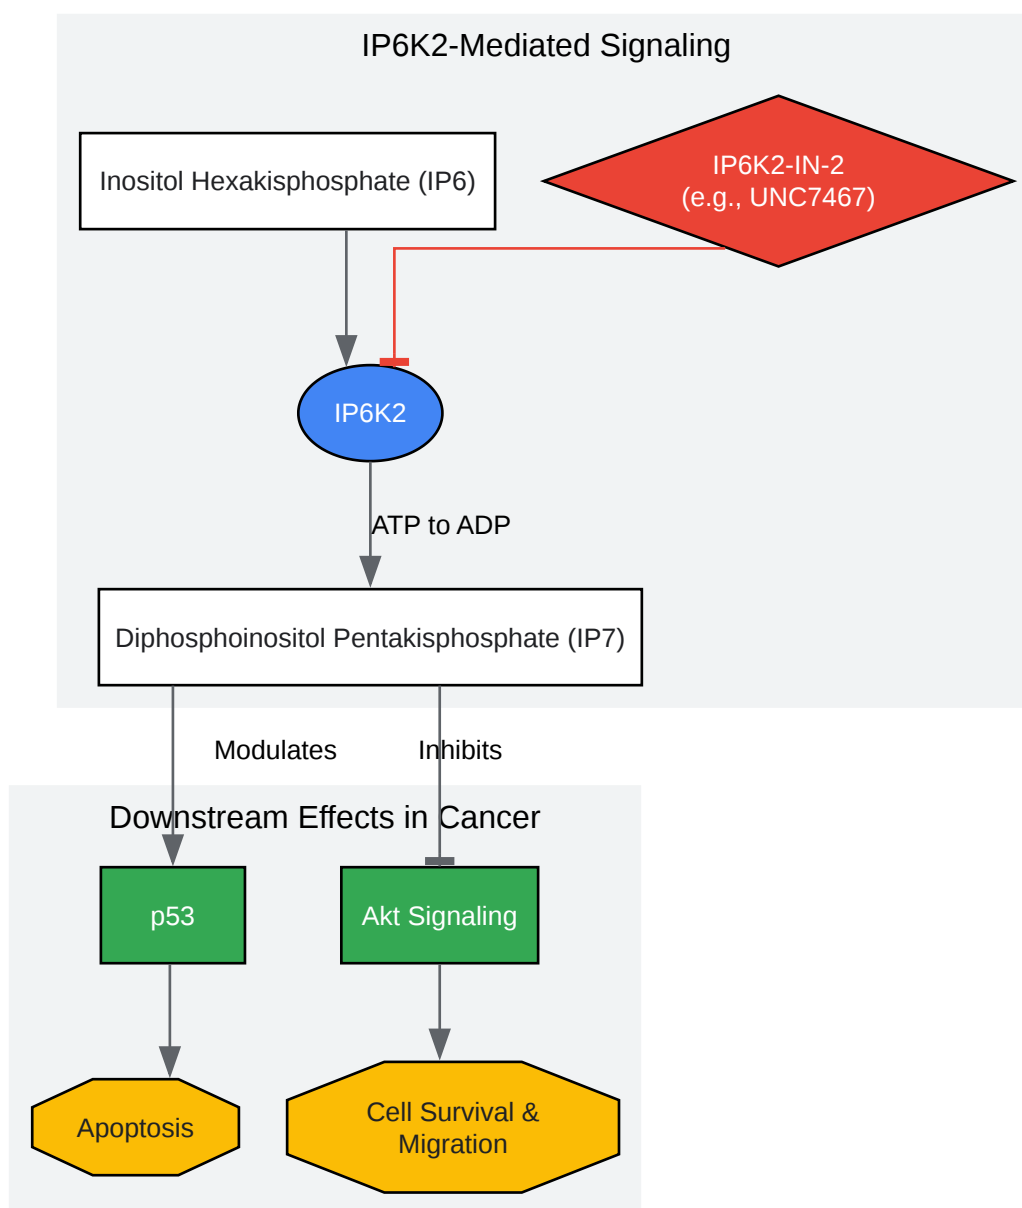 IP6K2-Mediated Signaling
Inositol Hexakisphosphate (IP6)
IP6K2-IN-2
(e.g., UNC7467)
IP6K2
ATP to ADP
Diphosphoinositol Pentakisphosphate (IP7)
Modulates
Inhibits
Downstream Effects in Cancer
p53
Akt Signaling
Apoptosis
Cell Survival &
Migration